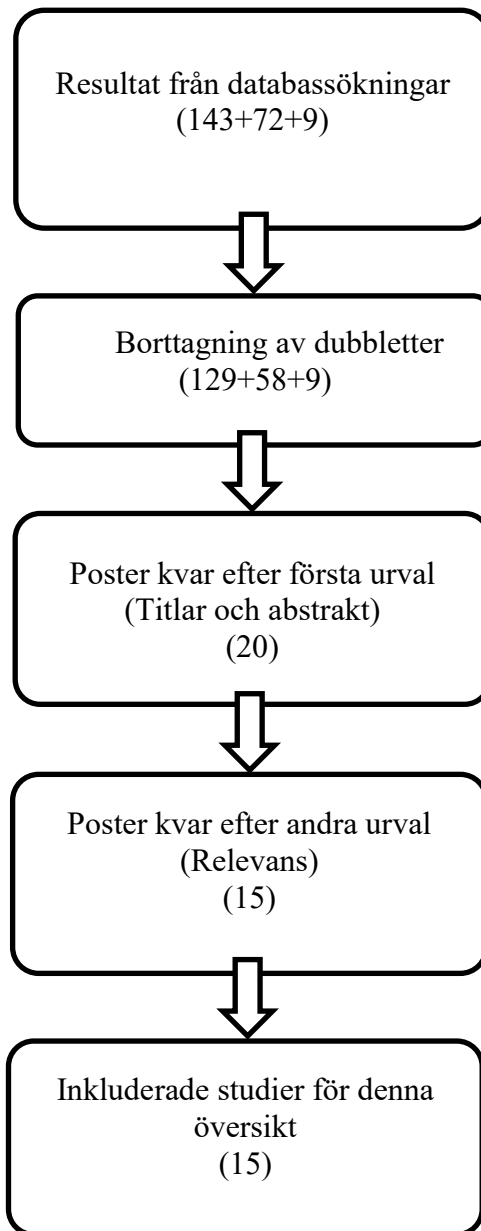 Resultat från databassökningar
(143+72+9)
Borttagning av dubbletter
(129+58+9)
Poster kvar efter första urval
(Titlar och abstrakt)
(20)
Poster kvar efter andra urval
(Relevans)
(15)
Inkluderade studier för denna
översikt
(15)